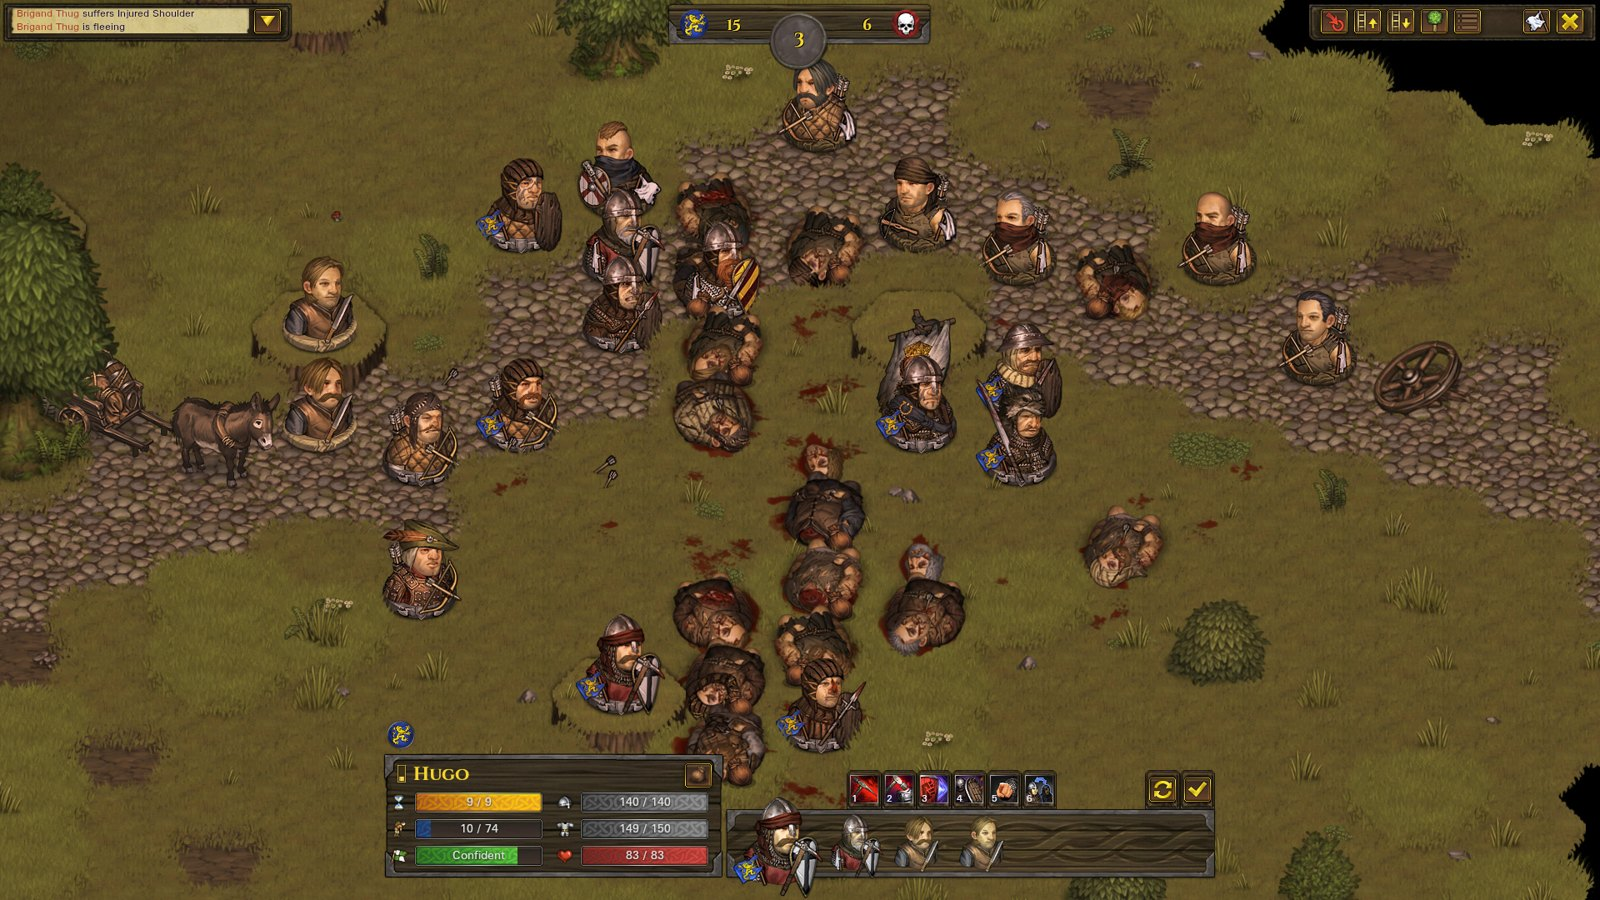 Brigand Thug suffers Injured Shoulder
Brigand Thug is fleeing
15
3
6
HUGO
9 / 9
140 / 140
10 / 74
149 / 150
Confident
83 / 83
1
2
3
4
5
6